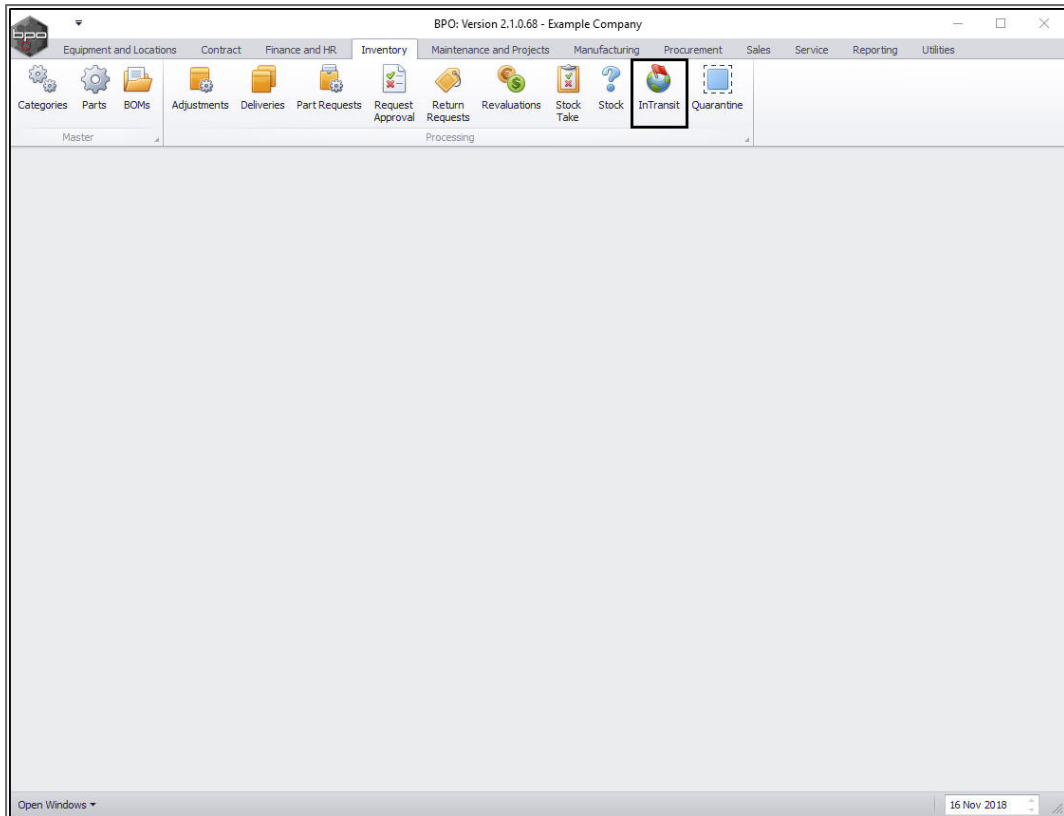 BPO: Version 2.1.0.68 - Example Company
bpo
Equipment and Locations Contract Finance and HR Inventory Maintenance and Projects Manufacturing Procurement Sales Service Reporting Utilities
Categories Parts BOMs Adjustments Deliveries Part Requests Request Approval Return Requests Revaluations Stock Take Stock InTransit Quarantine
Master Processing
Open Windows 16 Nov 2018